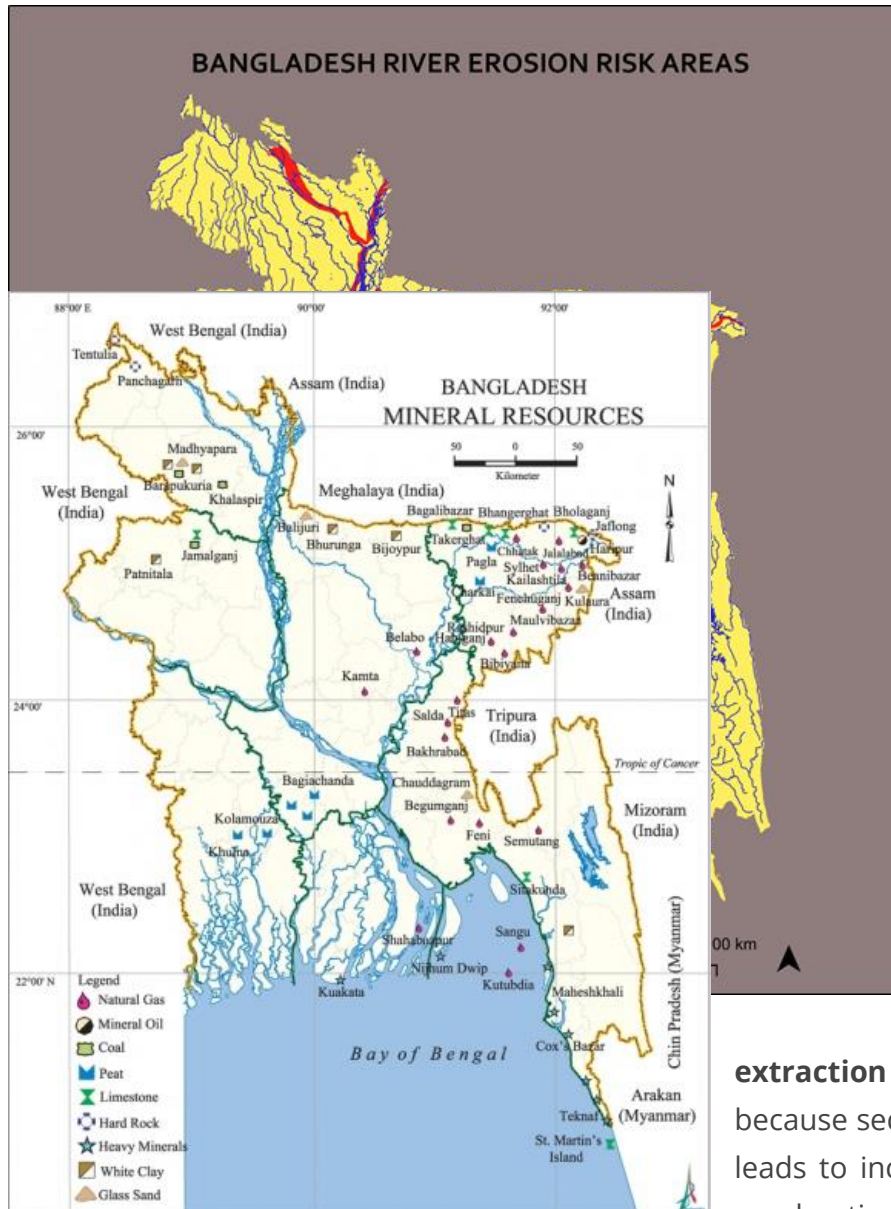 BANGLADESH RIVER EROSION RISK AREAS
88°00' E
90°00'
92°00'
West Bengal (India)
Tentulia
Panchagarh
Assam (India)
BANGLADESH
MINERAL RESOURCES
26°00'
50
0
50
Kilometer
N
Madhyapara
West Bengal
(India)
Barapukuria
Khalaspir
Meghalaya (India)
Bagalibazar
Bhangerghat
Bholaganj
Jaflong
Balijuri
Bhurunga
Bijoypur
Takerghat
Chhatak
Jalalabad
Haripur
Jamalganj
Patnitala
Pagla
Sylhet
Kailashtila
Beanibazar
Fenchuganj
Kulaura
Assam
(India)
Maulvibazar
Belabo
Rashidpur
Habiganj
Bibiyana
Kamta
24°00'
Salda
Titas
Tripura
(India)
Bakhrabad
Tropic of Cancer
Bagiachanda
Chauddagram
Kolamouza
Begumganj
Feni
Semutang
Mizoram
(India)
Khulna
West Bengal
(India)
Sitakunda
Shahabazpur
Sangu
00 km
Nijhum Dwip
Kutubdia
22°00' N
Kuakata
Maheshkhali
Chin Pradesh (Myanmar)
Legend
Natural Gas
Mineral Oil
Coal
Peat
Limestone
Hard Rock
Heavy Minerals
White Clay
Glass Sand
Bay of Bengal
Cox's Bazar
Teknaf
Arakan
(Myanmar)
St. Martin's
Island
extraction
because
leads to